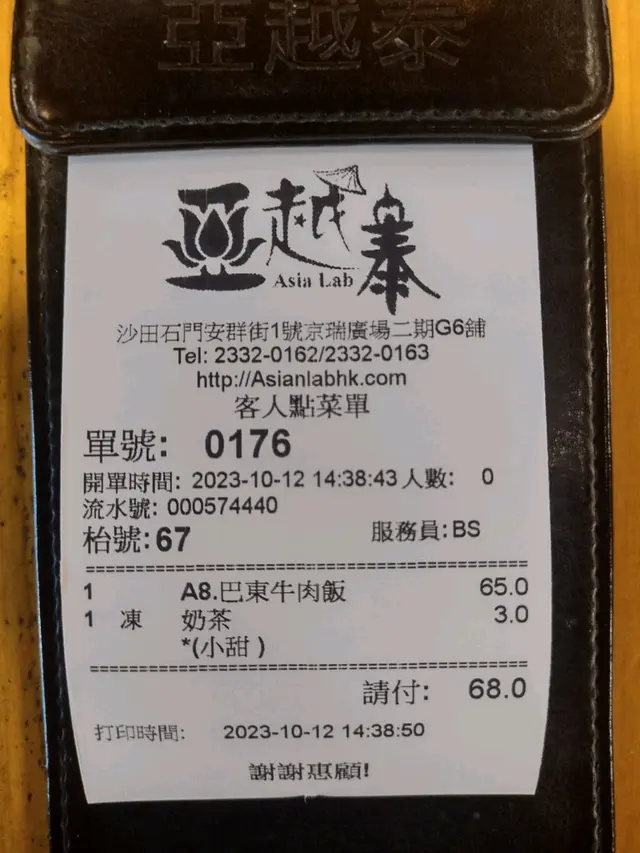 亞越泰
亞越泰
Asia Lab
沙田石門安群街1號京瑞廣場二期G6舖
Tel: 2332-0162/2332-0163
http://Asianlabhk.com
客人點菜單
單號: 0176
開單時間: 2023-10-12 14:38:43 人數: 0
流水號: 000574440
枱號:67 服務員:BS
1 A8.巴東牛肉飯 65.0
1 凍 奶茶 3.0
*(小甜 )
請付: 68.0
打印時間: 2023-10-12 14:38:50
謝謝惠顧!